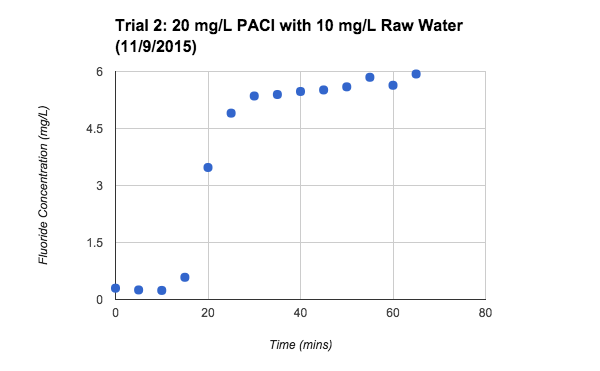 Trial 2: 20 mg/L PACl with 10 mg/L Raw Water
(11/9/2015)
6
4.5
3
1.5
0
Fluoride Concentration (mg/L)
0 20 40 60 80
Time (mins)